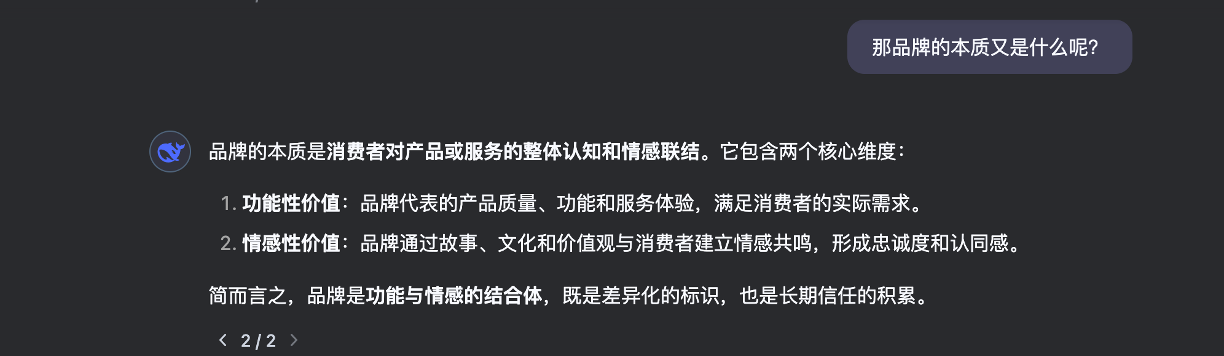 那品牌的本质又是什么呢?
品牌的本质是消费者对产品或服务的整体认知和情感联结。它包含两个核心维度：
1. 功能性价值：品牌代表的产品质量、功能和服务体验，满足消费者的实际需求。
2. 情感性价值：品牌通过故事、文化和价值观与消费者建立情感共鸣，形成忠诚度和认同感。
简而言之，品牌是功能与情感的结合体，既是差异化的标识，也是长期信任的积累。
2 / 2